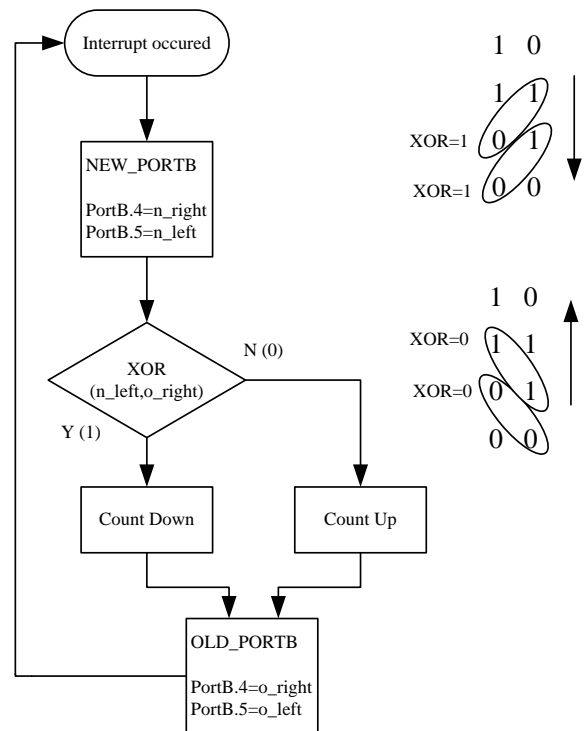 Interrupt occured
NEW_PORTB
PortB.4=n_right
PortB.5=n_left
XOR
(n_left,o_right)
N (0)
Y (1)
Count Down
Count Up
OLD_PORTB
PortB.4=o_right
PortB.5=o_left
1 0
1 1
XOR=1 0 1
XOR=1 0 0
1 0
XOR=0 1 1
XOR=0 0 1
0 0